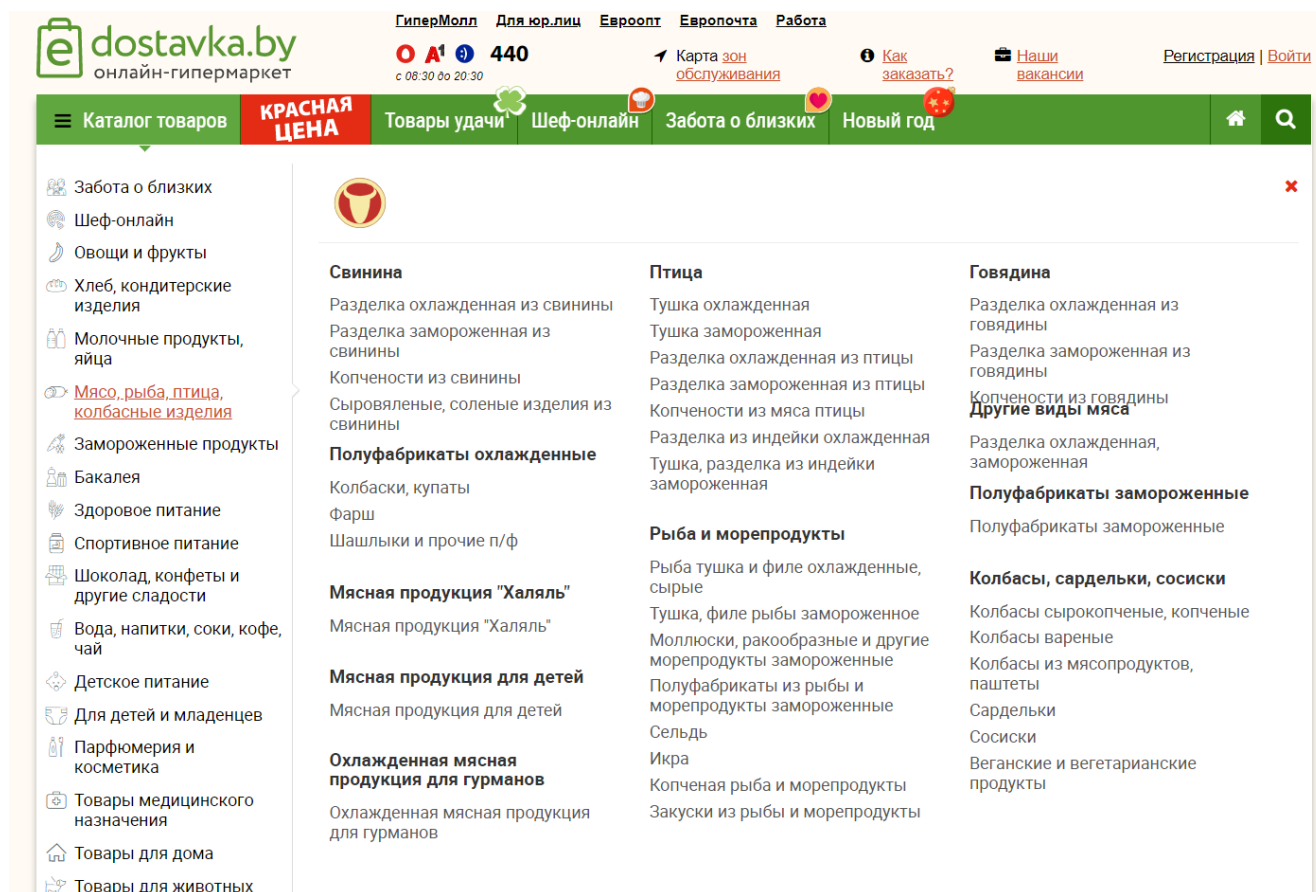 ГиперМолл Для юр.лиц Евроопт Европочта Работа
e dostavka.by
онлайн-гипермаркет
A1 :) 440
с 08:30 до 20:30
Карта зон
обслуживания
Как
заказать?
Наши
вакансии
Регистрация | Войти
Каталог товаров
КРАСНАЯ
ЦЕНА
Товары удачи
Шеф-онлайн
Забота о близких
Новый год
Забота о близких
Шеф-онлайн
Овощи и фрукты
Хлеб, кондитерские
изделия
Молочные продукты,
яйца
Мясо, рыба, птица,
колбасные изделия
Замороженные продукты
Бакалея
Здоровое питание
Спортивное питание
Шоколад, конфеты и
другие сладости
Вода, напитки, соки, кофе,
чай
Детское питание
Для детей и младенцев
Парфюмерия и
косметика
Товары медицинского
назначения
Товары для дома
Товары для животных
Свинина
Разделка охлажденная из свинины
Разделка замороженная из
свинины
Копчености из свинины
Сыровяленые, соленые изделия из
свинины
Полуфабрикаты охлажденные
Колбаски, купаты
Фарш
Шашлыки и прочие п/ф
Мясная продукция "Халяль"
Мясная продукция "Халяль"
Мясная продукция для детей
Мясная продукция для детей
Охлажденная мясная
продукция для гурманов
Охлажденная мясная продукция
для гурманов
Птица
Тушка охлажденная
Тушка замороженная
Разделка охлажденная из птицы
Разделка замороженная из птицы
Копчености из мяса птицы
Разделка из индейки охлажденная
Тушка, разделка из индейки
замороженная
Рыба и морепродукты
Рыба тушка и филе охлажденные,
сырые
Тушка, филе рыбы замороженное
Моллюски, ракообразные и другие
морепродукты замороженные
Полуфабрикаты из рыбы и
морепродукты замороженные
Сельдь
Икра
Копченая рыба и морепродукты
Закуски из рыбы и морепродукты
Говядина
Разделка охлажденная из
говядины
Разделка замороженная из
говядины
Копчености из говядины
Другие виды мяса
Разделка охлажденная,
замороженная
Полуфабрикаты замороженные
Полуфабрикаты замороженные
Колбасы, сардельки, сосиски
Колбасы сырокопченые, копченые
Колбасы вареные
Колбасы из мясопродуктов,
паштеты
Сардельки
Сосиски
Веганские и вегетарианские
продукты